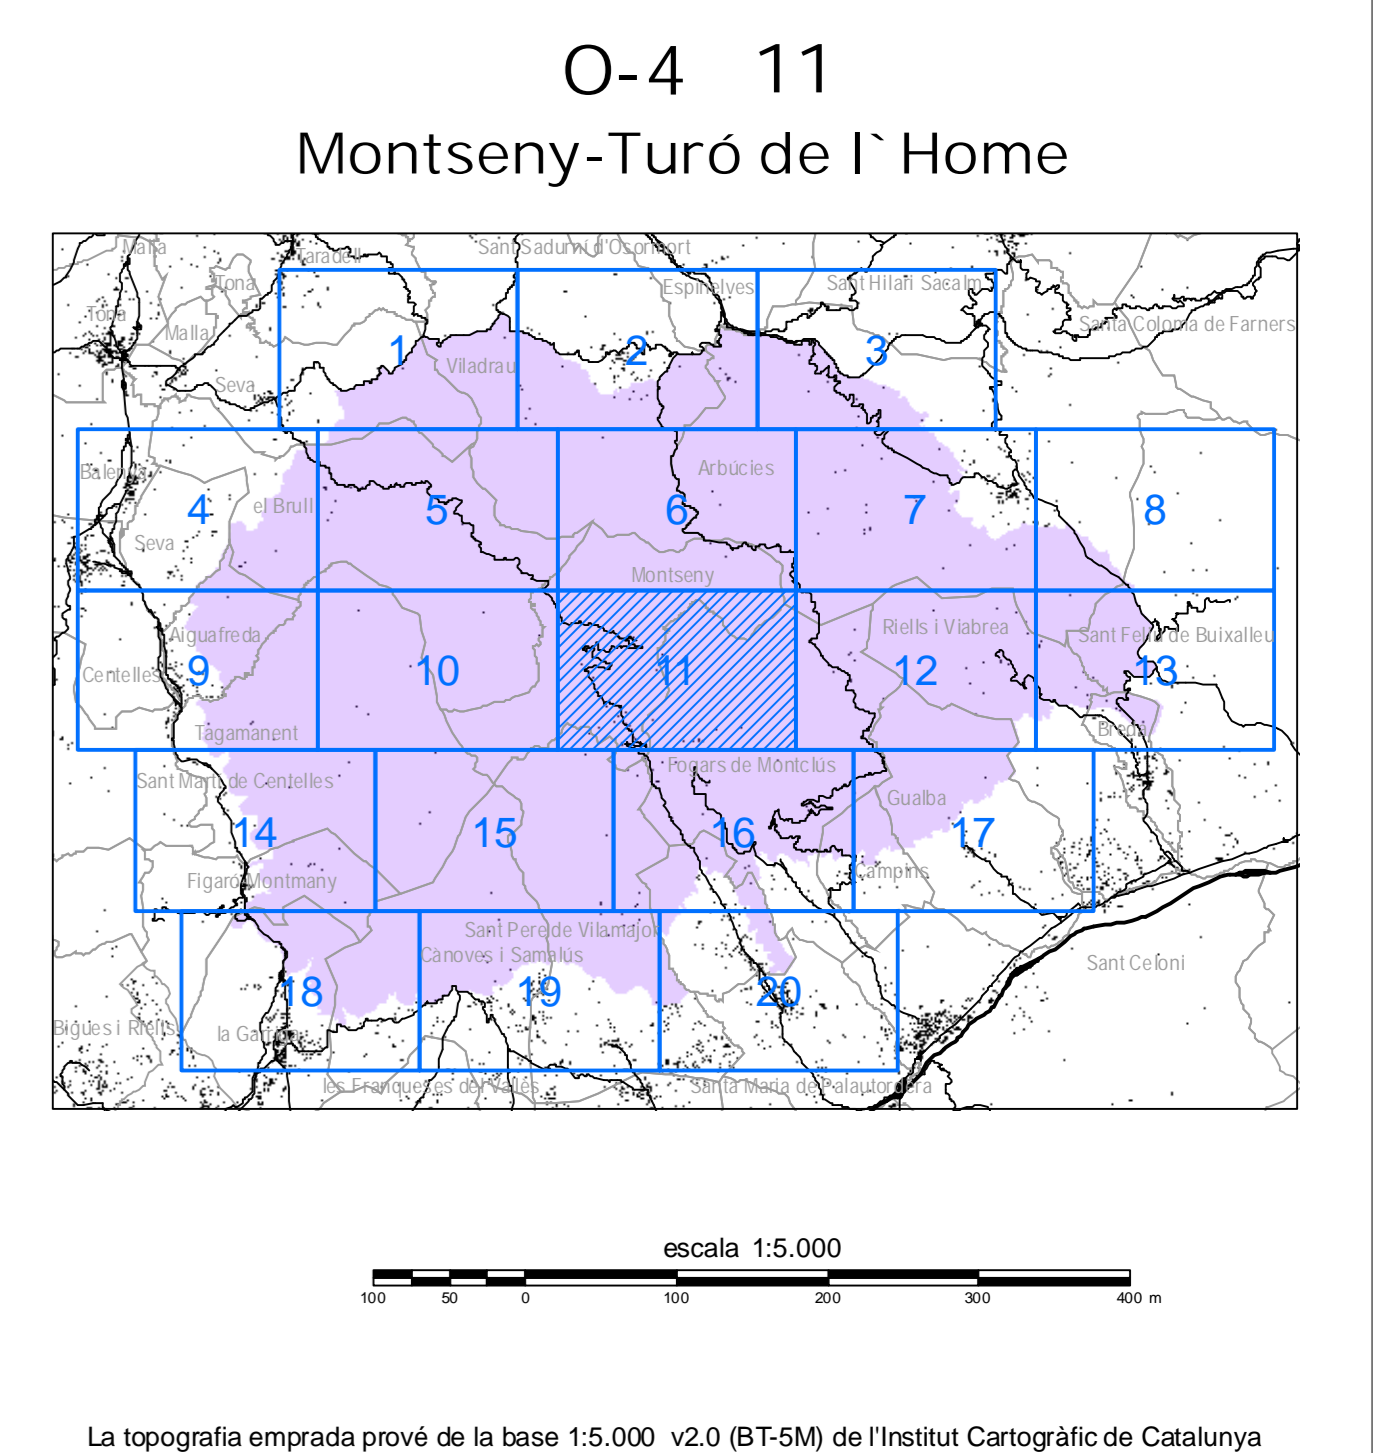 O-4 11
Montseny-Turó de l`Home
Malla
Taradell
Sant Sadurní d'Osormort
Tona
Espinelves
Sant Hilari Sacalm
Tona
Malla
Santa Coloma de Farners
1
2
3
Viladrau
Seva
Balenyà
Arbúcies
4
el Brull
5
6
7
8
Seva
Montseny
Aiguafreda
Riells i Viabrea
Sant Feliu de Buixalleu
Centelles
9
10
11
12
13
Tagamanent
Breda
Sant Martí de Centelles
Fogars de Montclús
Gualba
14
15
16
17
Figaró-Montmany
Campins
Sant Pere de Vilamajor
Cànoves i Samalús
Sant Celoni
18
19
20
Bigues i Riells
la Garriga
les Franqueses del Vallès
Santa Maria de Palautordera
escala 1:5.000
100 50 0 100 200 300 400 m
La topografia emprada prové de la base 1:5.000 v2.0 (BT-5M) de l'Institut Cartogràfic de Catalunya